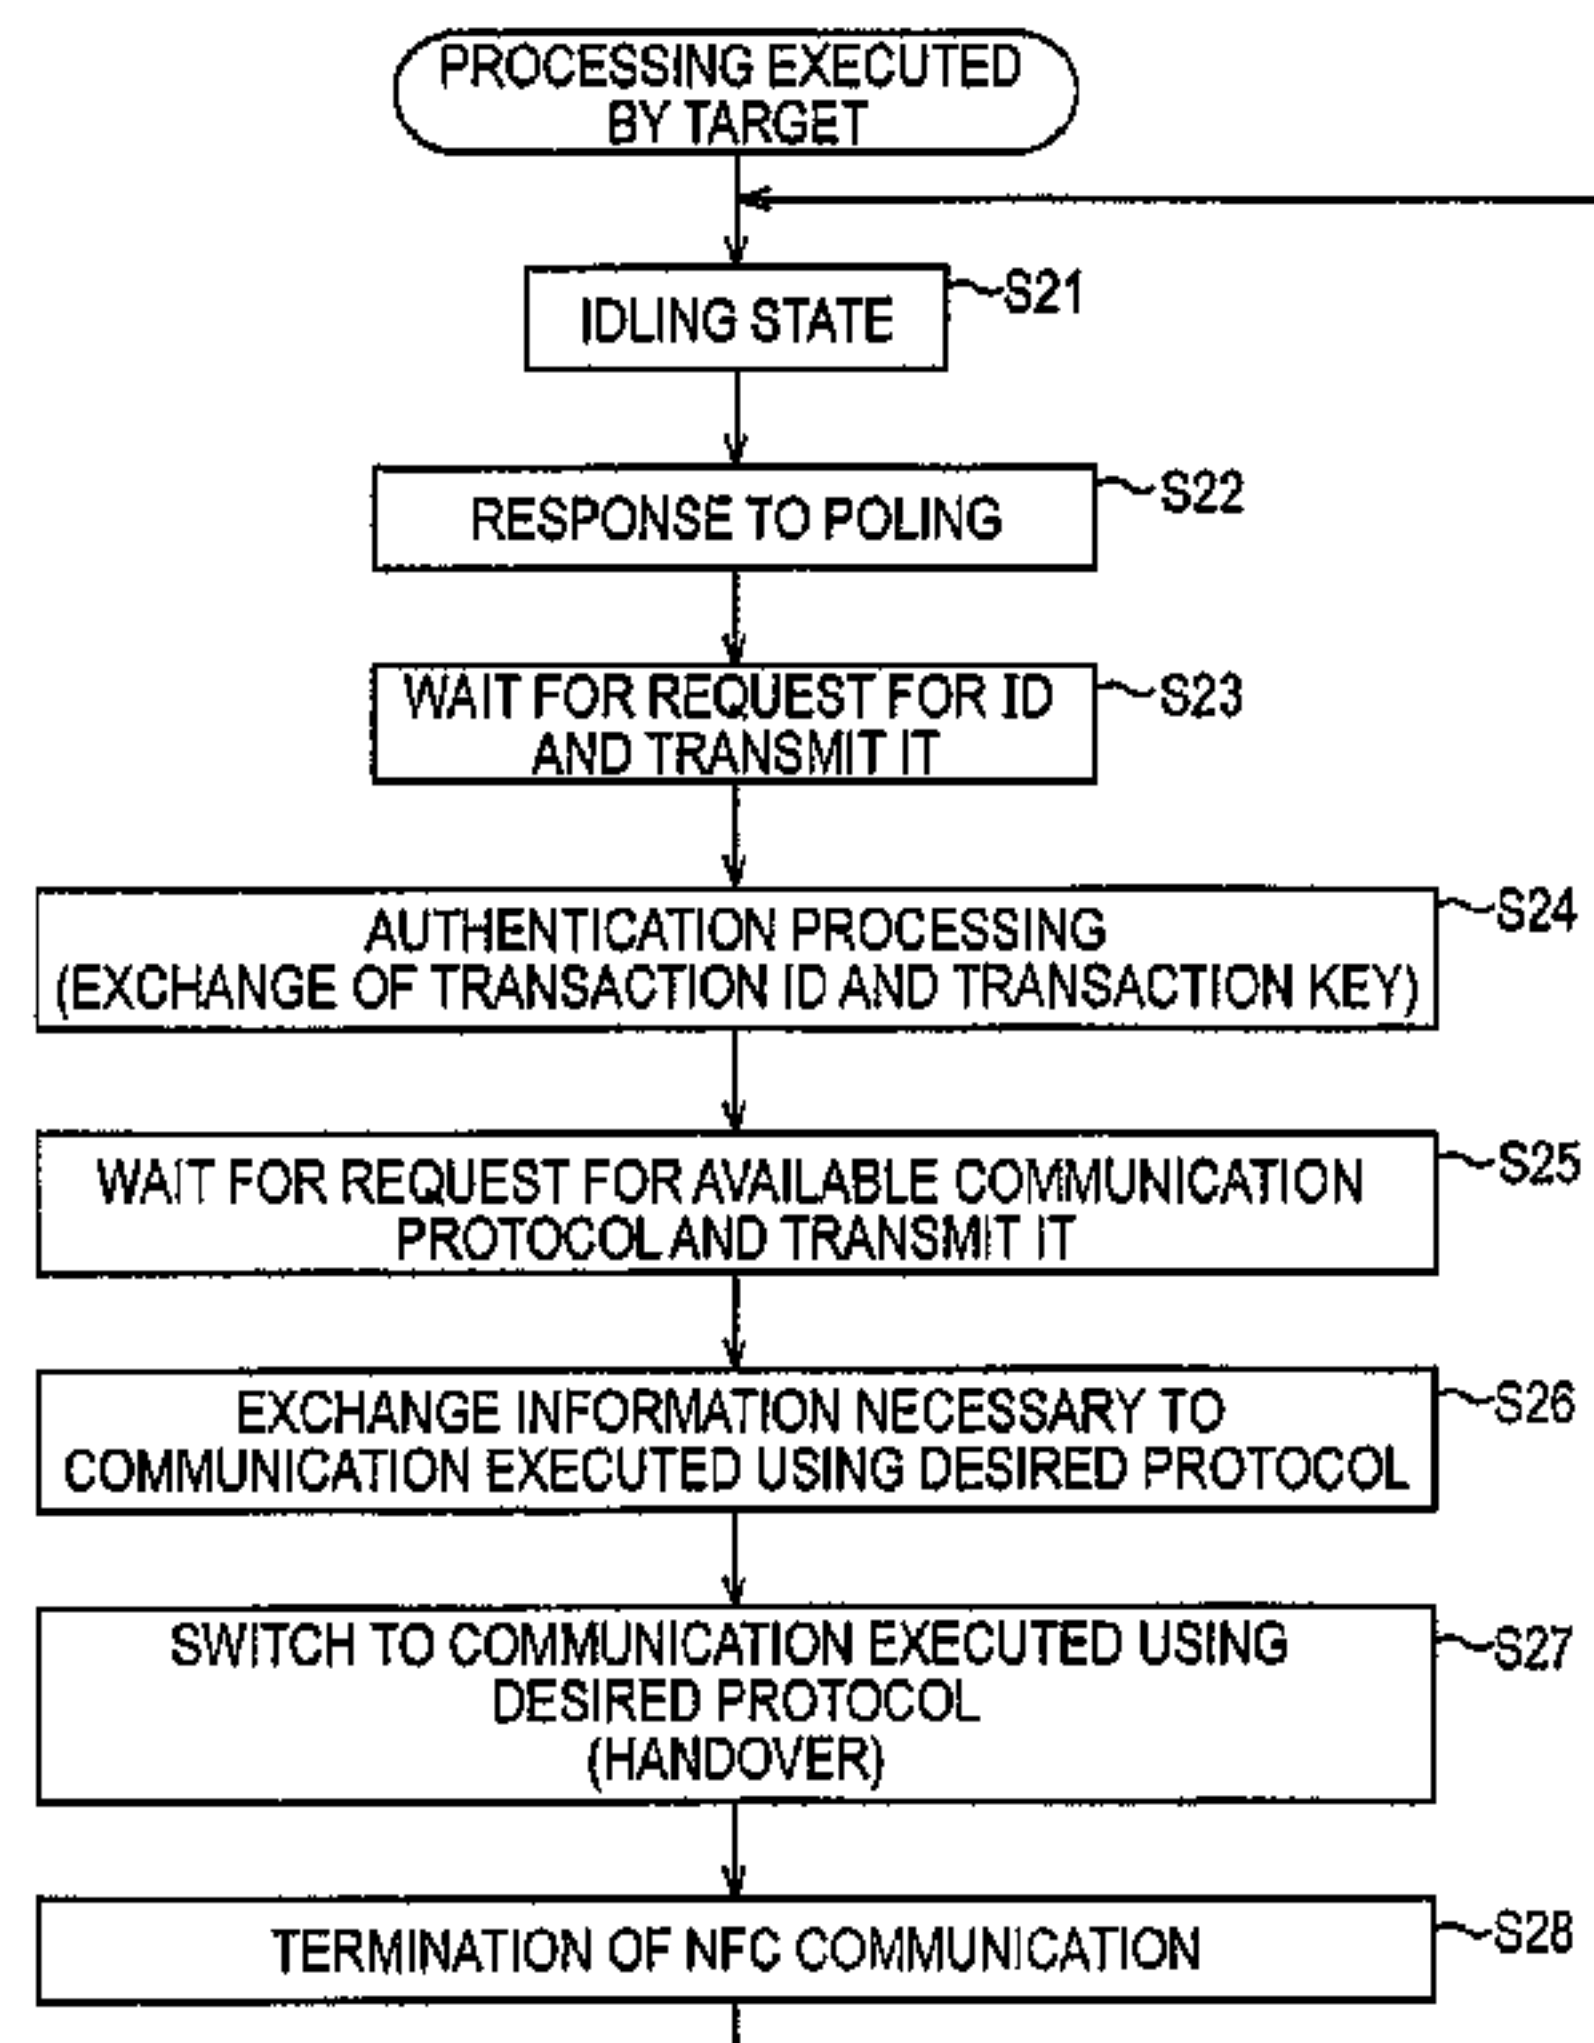 PROCESSING EXECUTED
BY TARGET
IDLING STATE
S21
RESPONSE TO POLING
S22
WAIT FOR REQUEST FOR ID
AND TRANSMIT IT
S23
AUTHENTICATION PROCESSING
(EXCHANGE OF TRANSACTION ID AND TRANSACTION KEY)
S24
WAIT FOR REQUEST FOR AVAILABLE COMMUNICATION
PROTOCOL AND TRANSMIT IT
S25
EXCHANGE INFORMATION NECESSARY TO
COMMUNICATION EXECUTED USING DESIRED PROTOCOL
S26
SWITCH TO COMMUNICATION EXECUTED USING
DESIRED PROTOCOL
(HANDOVER)
S27
TERMINATION OF NFC COMMUNICATION
S28